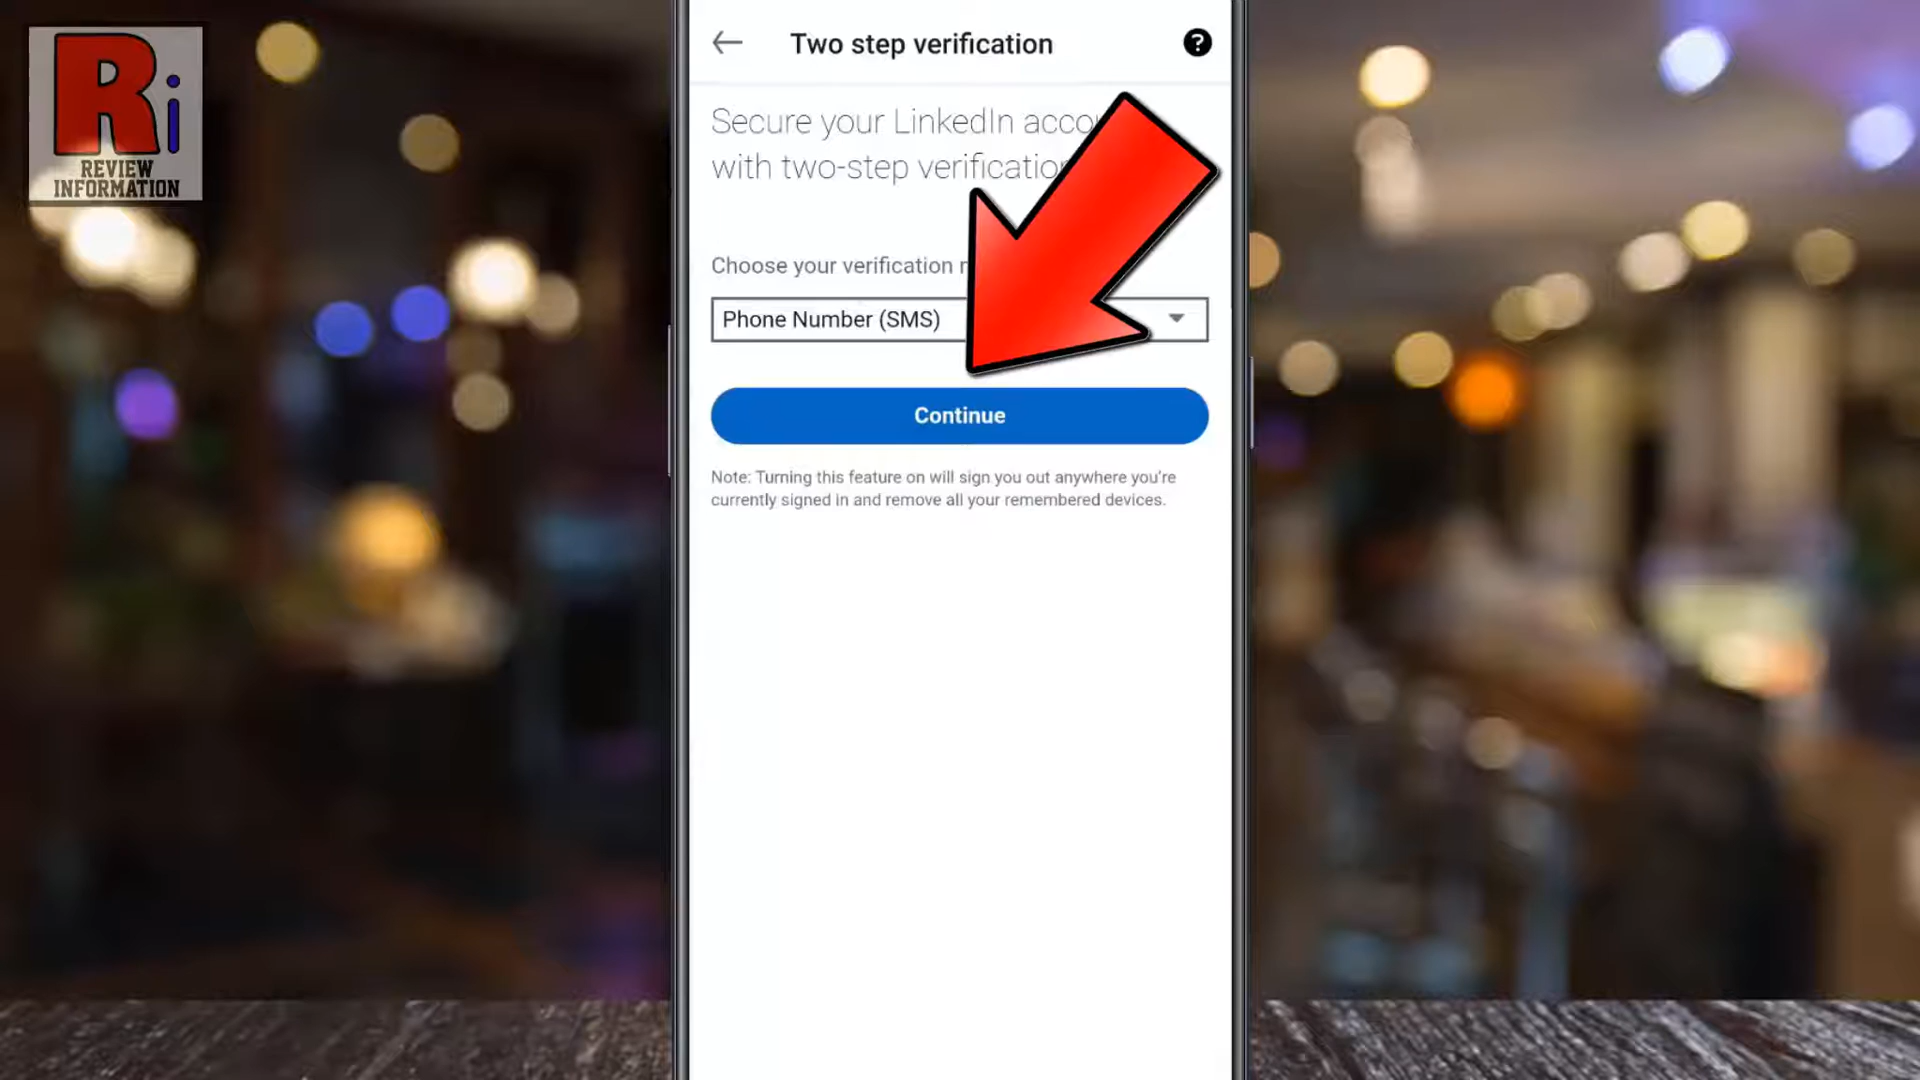 Ri
REVIEW
INFORMATION
Two step verification
?
Secure your LinkedIn
with two-step
Choose your verification
Phone Number (SMS)
Continue
Note: Turning this feature on will sign you out anywhere you're
currently signed in and remove all your remembered devices.